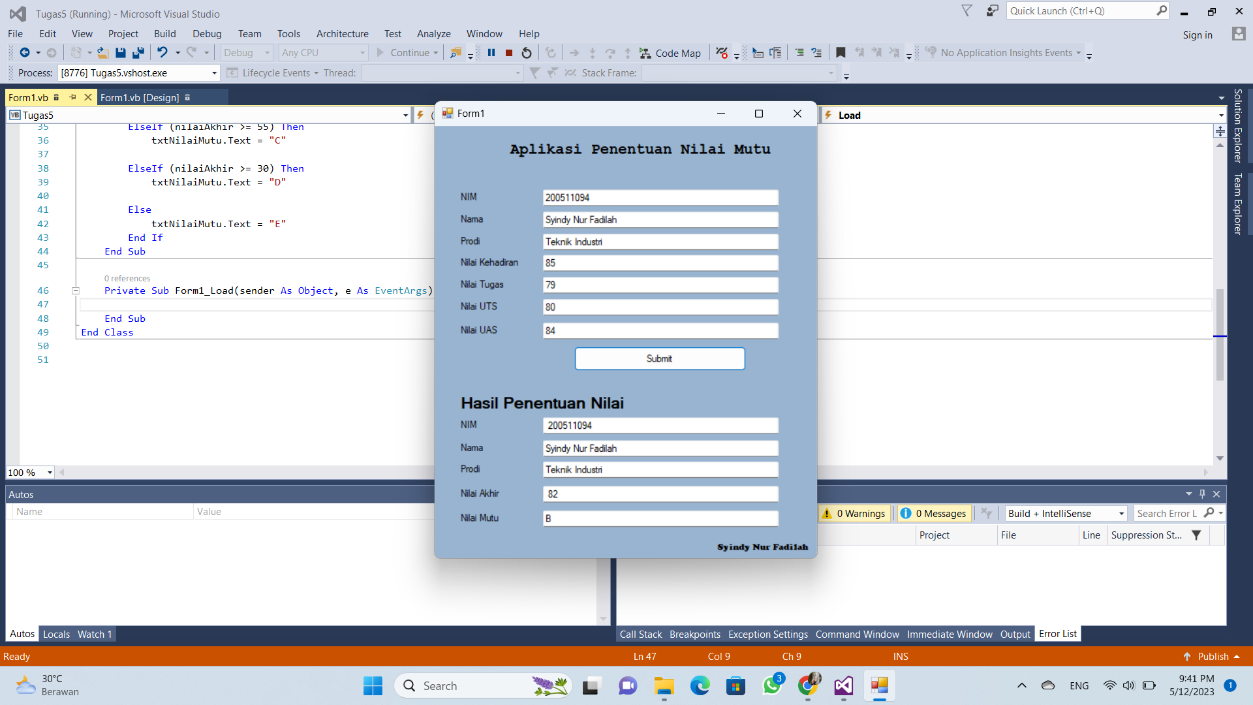 Tugas5 (Running) - Microsoft Visual Studio
Quick Launch (Ctrl+Q)
File Edit View Project Build Debug Team Tools Architecture Test Analyze Window Help
Sign in
Debug Any CPU Continue Code Map No Application Insights Events
Process: [8776] Tugas5.vshost.exe Lifecycle Events Thread: Stack Frame:
Form1.vb Form1.vb [Design]
VB Tugas5
Load
35 ElseIf (nilaiAkhir >= 55) Then
36 txtNilaiMutu.Text = "C"
37
38 ElseIf (nilaiAkhir >= 30) Then
39 txtNilaiMutu.Text = "D"
40
41 Else
42 txtNilaiMutu.Text = "E"
43 End If
44 End Sub
45
0 references
46 Private Sub Form1_Load(sender As Object, e As EventArgs)
47
48 End Sub
49 End Class
50
51
100 %
Form1
Aplikasi Penentuan Nilai Mutu
NIM 200511094
Nama Syindy Nur Fadilah
Prodi Teknik Industri
Nilai Kehadiran 85
Nilai Tugas 79
Nilai UTS 80
Nilai UAS 84
Submit
Hasil Penentuan Nilai
NIM 200511094
Nama Syindy Nur Fadilah
Prodi Teknik Industri
Nilai Akhir 82
Nilai Mutu B
Syindy Nur Fadilah
Solution Explorer
Team Explorer
Autos
Name Value
0 Warnings 0 Messages Build + IntelliSense Search Error L
Project File Line Suppression St...
Autos Locals Watch 1
Call Stack Breakpoints Exception Settings Command Window Immediate Window Output Error List
Ready Ln 47 Col 9 Ch 9 INS Publish
30°C
Berawan
Search
3
ENG
9:41 PM
5/12/2023
1